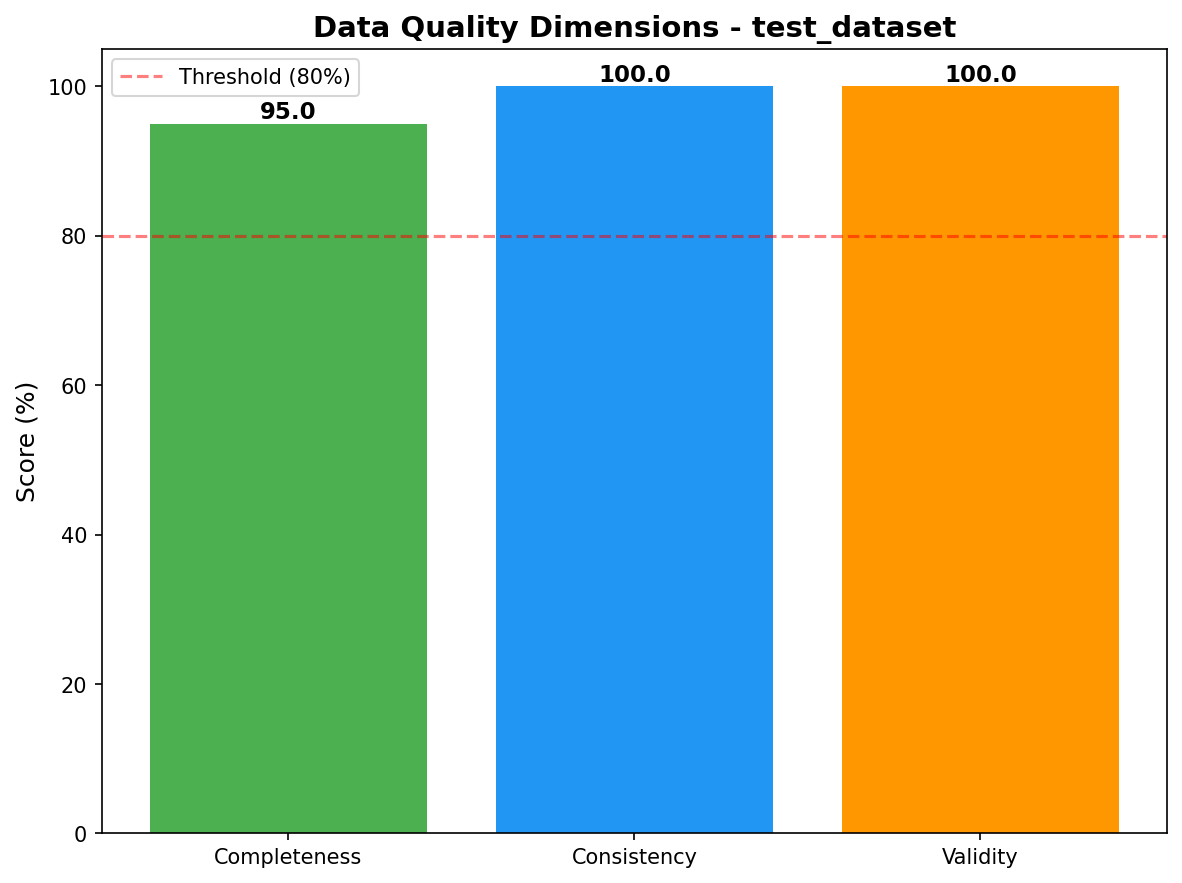 Data Quality Dimensions - test_dataset
Threshold (80%)
95.0
100.0
100.0
Score (%)
100
80
60
40
20
0
Completeness
Consistency
Validity